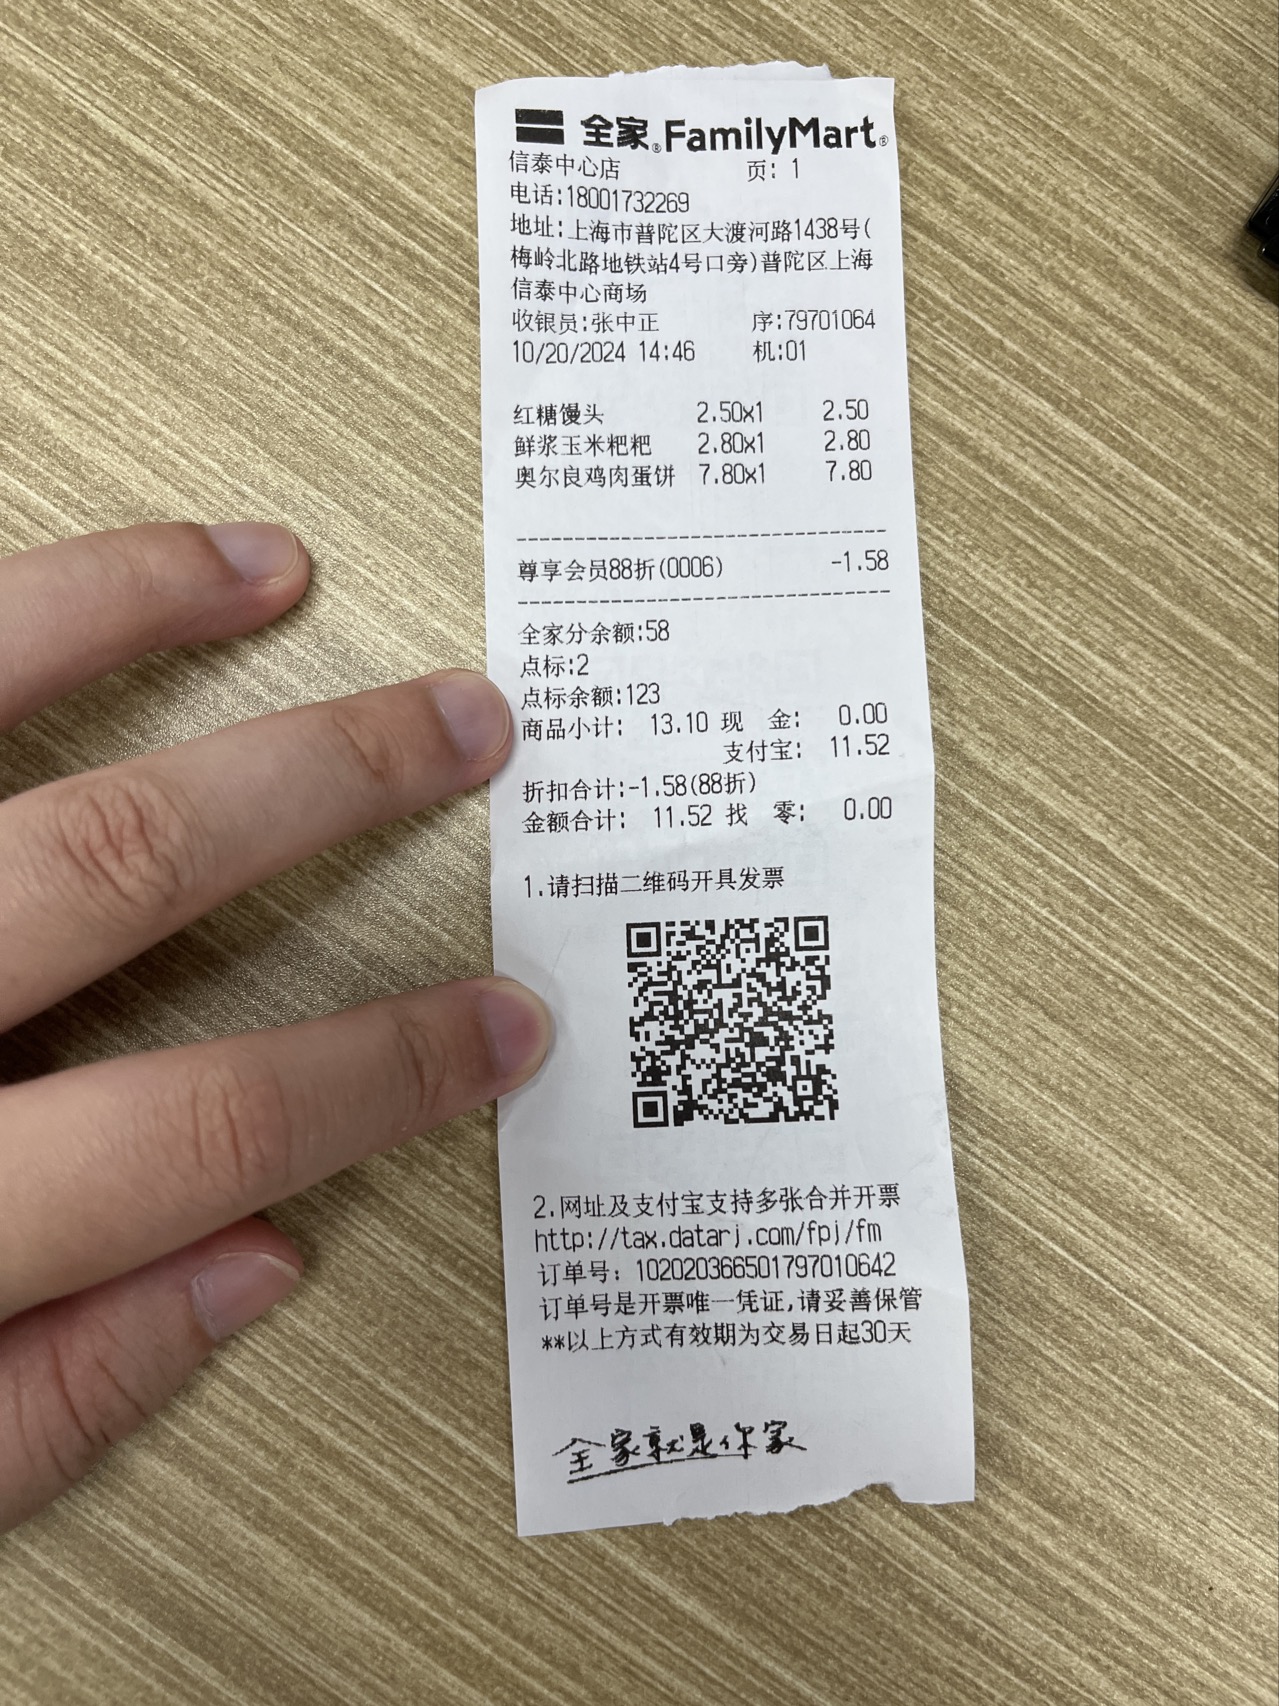 全家® FamilyMart®
信泰中心店 页: 1
电话:18001732269
地址:上海市普陀区大渡河路1438号(
梅岭北路地铁站4号口旁)普陀区上海
信泰中心商场
收银员:张中正 序:79701064
10/20/2024 14:46 机:01
红糖馒头 2.50x1 2.50
鲜浆玉米粑粑 2.80x1 2.80
奥尔良鸡肉蛋饼 7.80x1 7.80
--------------------------------
尊享会员88折(0006) -1.58
--------------------------------
全家分余额:58
点标:2
点标余额:123
商品小计: 13.10 现 金: 0.00
支付宝: 11.52
折扣合计:-1.58(88折)
金额合计: 11.52 找 零: 0.00
1.请扫描二维码开具发票
2.网址及支付宝支持多张合并开票
http://tax.datarj.com/fpj/fm
订单号: 102020366501797010642
订单号是开票唯一凭证,请妥善保管
**以上方式有效期为交易日起30天
全家就是你家